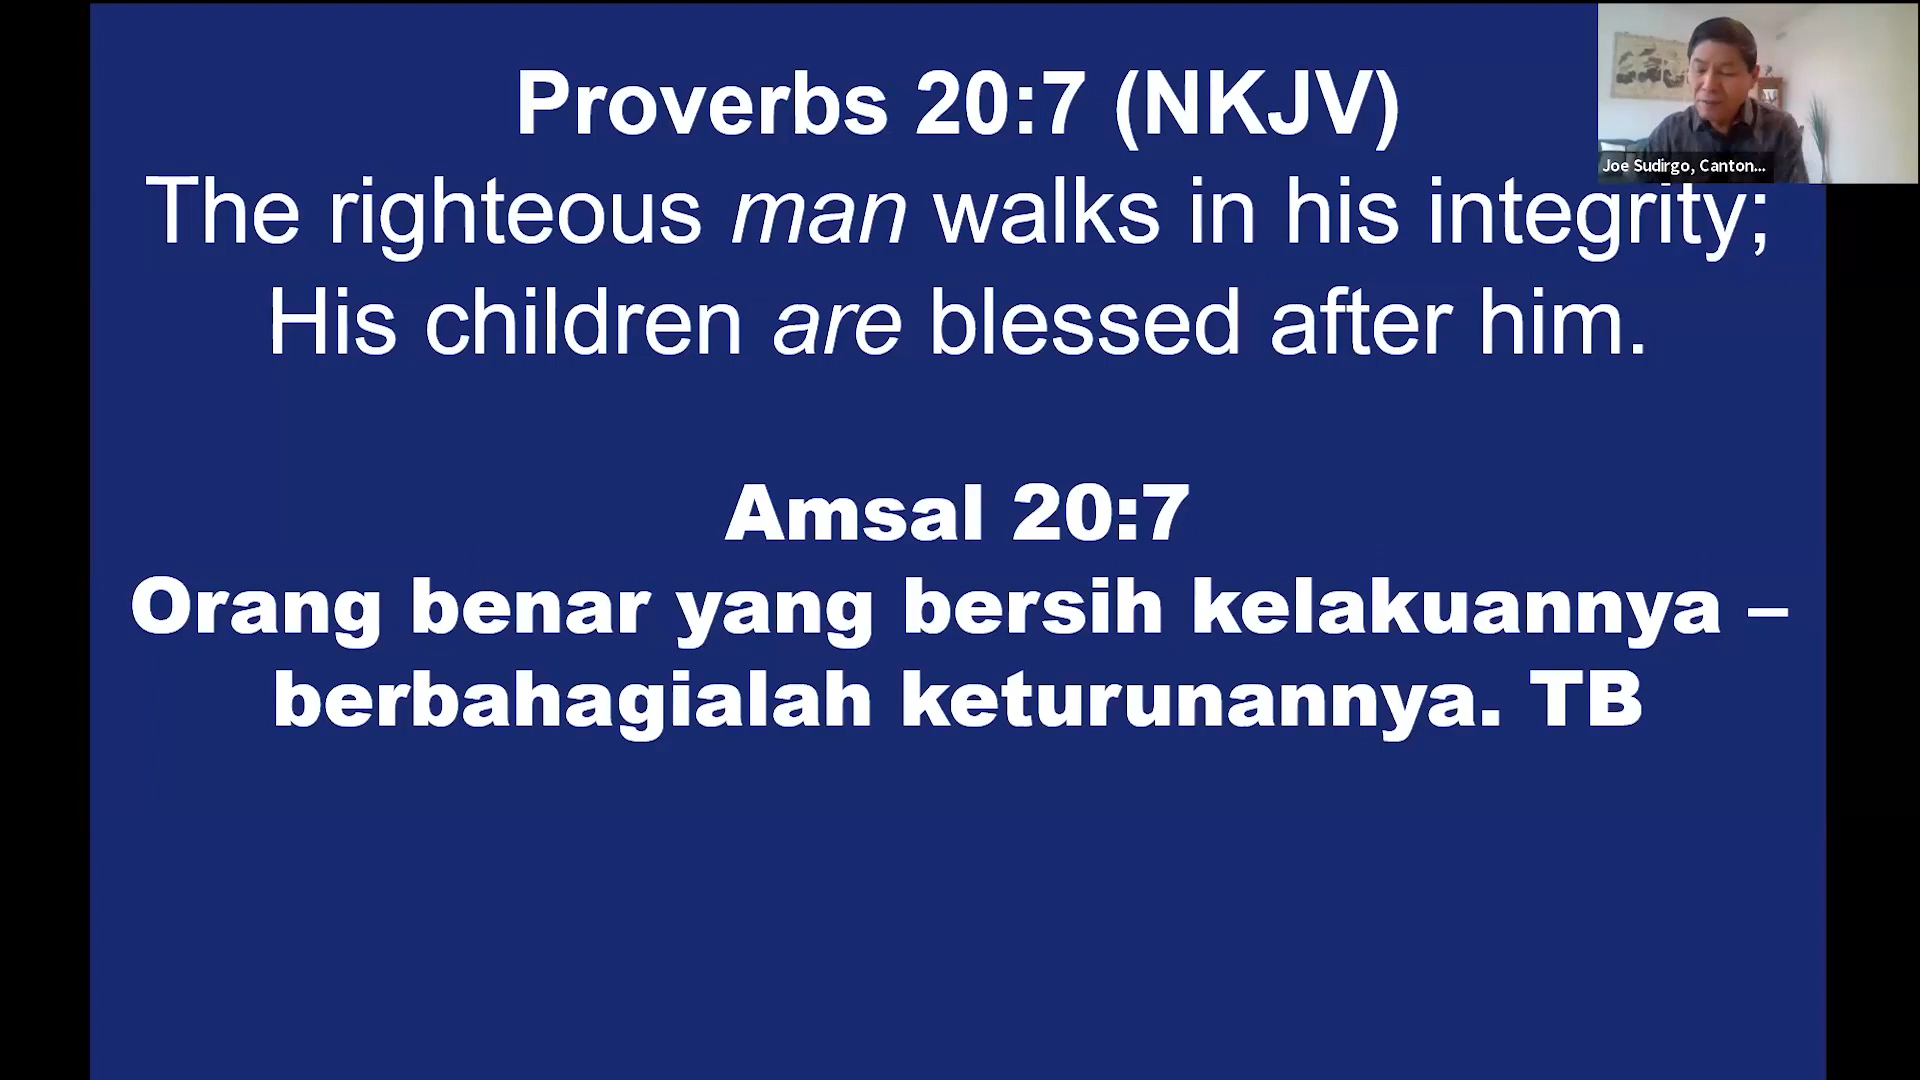 Proverbs 20:7 (NKJV)
The righteous man walks in his integrity;
His children are blessed after him.
Amsal 20:7
Orang benar yang bersih kelakuannya –
berbahagialah keturunannya. TB
Joe Sudirgo, Canton...